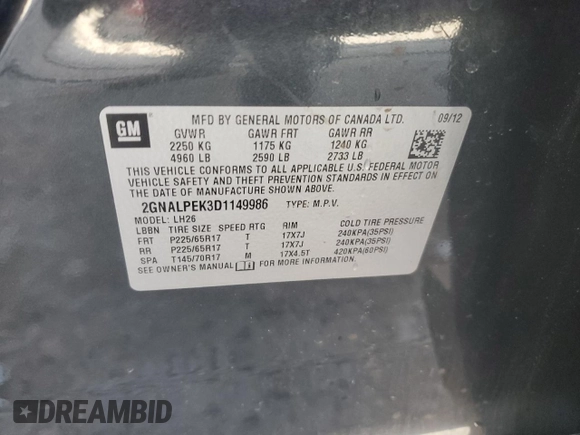 GM
MFD BY GENERAL MOTORS OF CANADA LTD. 09/12
GVWR GAWR FRT GAWR RR
2250 KG 1175 KG 1240 KG
4960 LB 2590 LB 2733 LB
THIS VEHICLE CONFORMS TO ALL APPLICABLE U.S. FEDERAL MOTOR
VEHICLE SAFETY, BUMPER, AND THEFT PREVENTION STANDARDS IN EFFECT ON THE
DATE OF MANUFACTURE SHOWN ABOVE.
2GNALPEK3D1149986 TYPE: M.P.V.
MODEL: LH26
LBBN TIRE SIZE SPEED RTG RIM COLD TIRE PRESSURE
FRT P225/65R17 T 17X7J 240KPA(35PSI)
RR P225/65R17 T 17X7J 240KPA(35PSI)
SPA T145/70R17 M 17X4.5T 420KPA(60PSI)
SEE OWNER'S MANUAL FOR MORE INFORMATION
DREAMBID